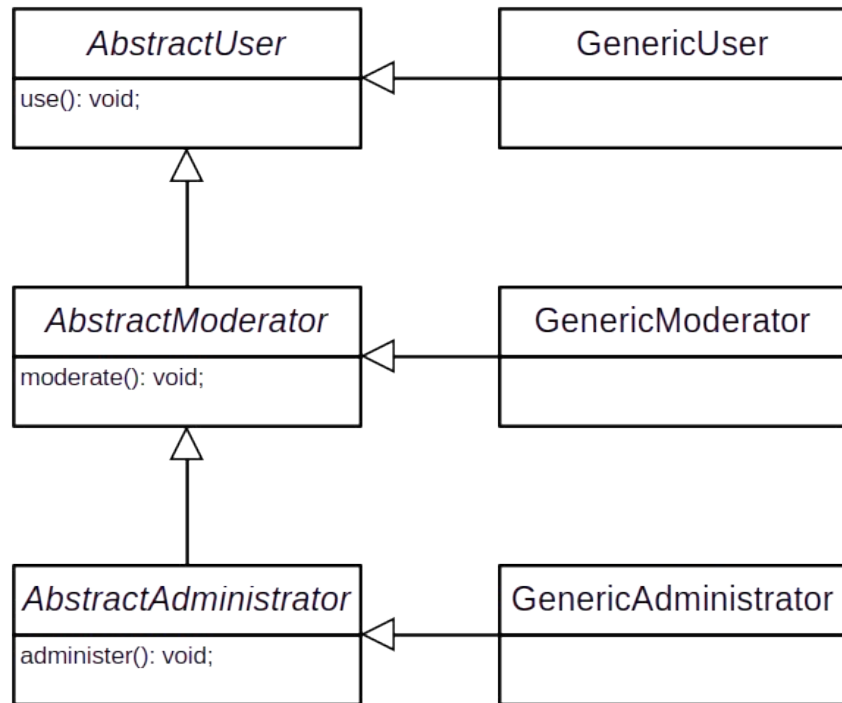 AbstractUser
use(): void;
GenericUser
AbstractModerator
moderate(): void;
GenericModerator
AbstractAdministrator
administer(): void;
GenericAdministrator